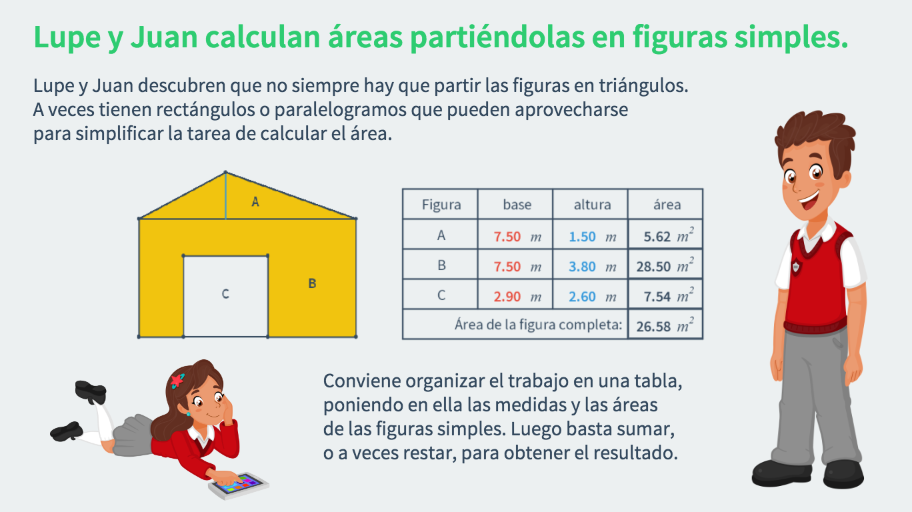 Lupe y Juan calculan áreas partiéndolas en figuras simples.
Lupe y Juan descubren que no siempre hay que partir las figuras en triángulos.
A veces tienen rectángulos o paralelogramos que pueden aprovecharse
para simplificar la tarea de calcular el área.
A
B
C
Figura base altura área
A 7.50 m 1.50 m 5.62 m²
B 7.50 m 3.80 m 28.50 m²
C 2.90 m 2.60 m 7.54 m²
Área de la figura completa: 26.58 m²
Conviene organizar el trabajo en una tabla,
poniendo en ella las medidas y las áreas
de las figuras simples. Luego basta sumar,
o a veces restar, para obtener el resultado.